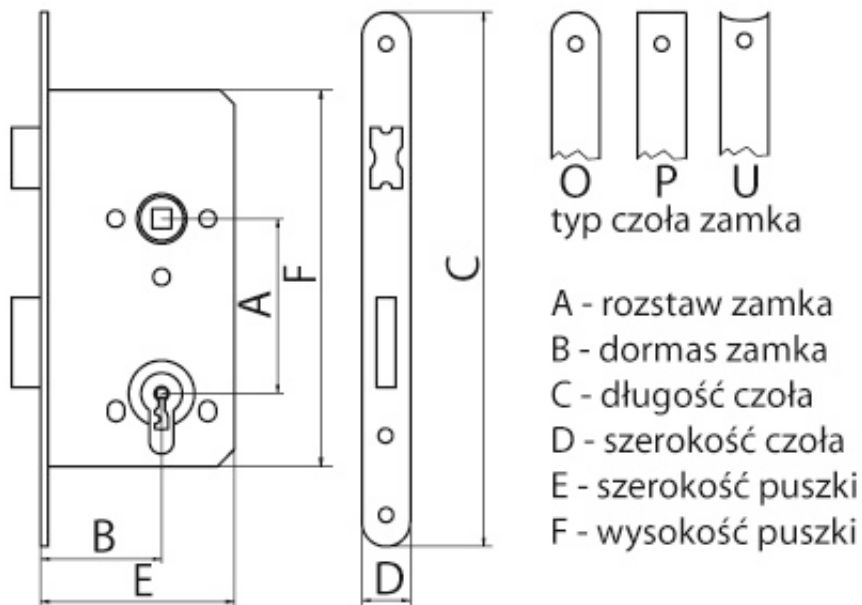 A
F
B
E
C
D
O P U
typ czoła zamka
A - rozstaw zamka
B - dormas zamka
C - długość czoła
D - szerokość czoła
E - szerokość puszki
F - wysokość puszki